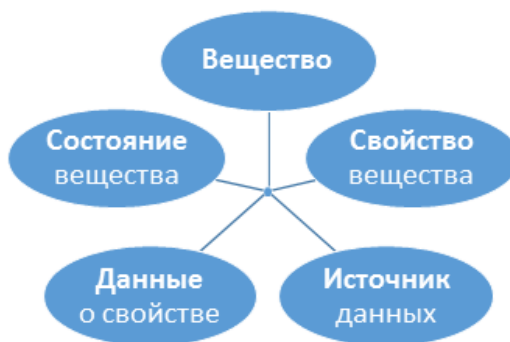 Вещество
Состояние
вещества
Свойство
вещества
Данные
о свойстве
Источник
данных